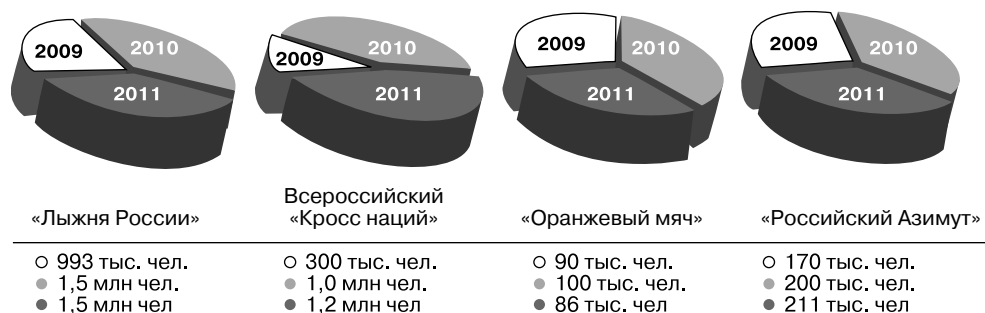 2009 2010 2011
2009 2010 2011
2009 2010 2011
2009 2010 2011
«Лыжня России»
Всероссийский
«Кросс наций»
«Оранжевый мяч»
«Российский Азимут»
993 тыс. чел.
1,5 млн чел.
1,5 млн чел
300 тыс. чел.
1,0 млн чел.
1,2 млн чел
90 тыс. чел.
100 тыс. чел.
86 тыс. чел
170 тыс. чел.
200 тыс. чел.
211 тыс. чел